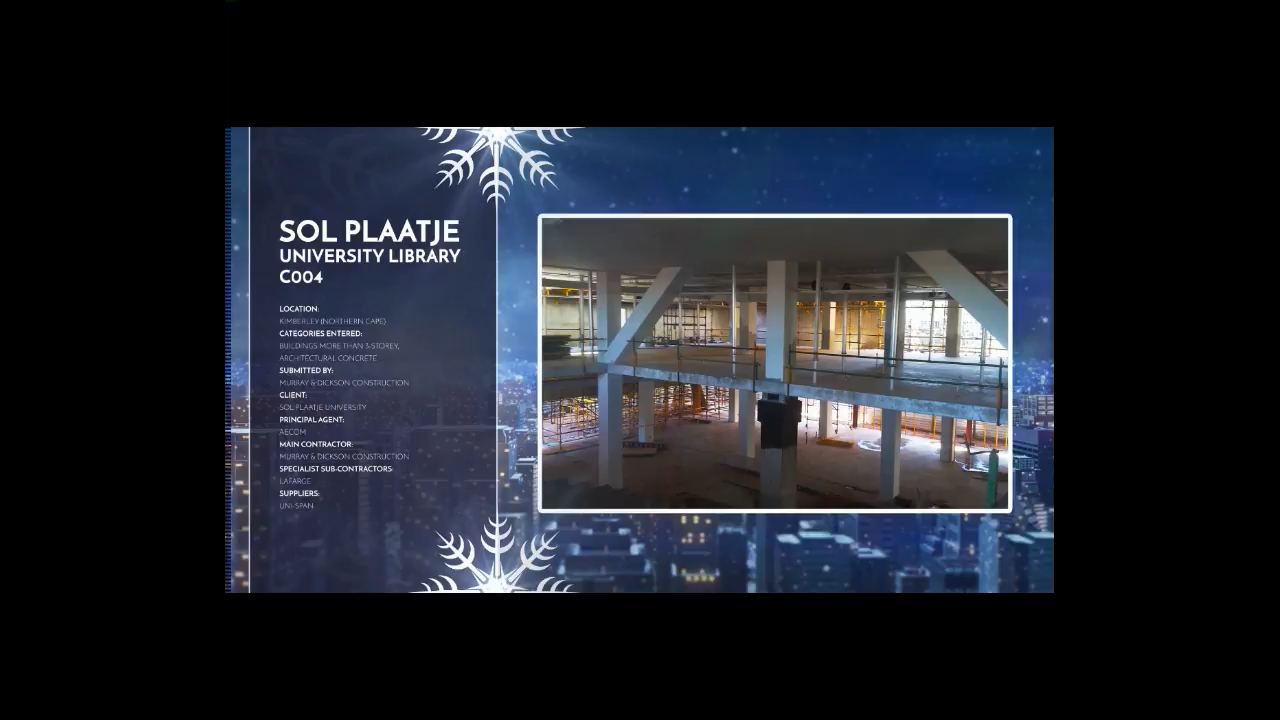 SOL PLAATJE
UNIVERSITY LIBRARY
C004
LOCATION:
KIMBERLEY (NORTHERN CAPE)
CATEGORIES ENTERED:
BUILDINGS MORE THAN 3-STOREY,
ARCHITECTURAL CONCRETE
SUBMITTED BY:
MURRAY & DICKSON CONSTRUCTION
CLIENT:
SOL PLAATJE UNIVERSITY
PRINCIPAL AGENT:
AECOM
MAIN CONTRACTOR:
MURRAY & DICKSON CONSTRUCTION
SPECIALIST SUB-CONTRACTORS:
LAFARGE
SUPPLIERS:
UNI-SPAN